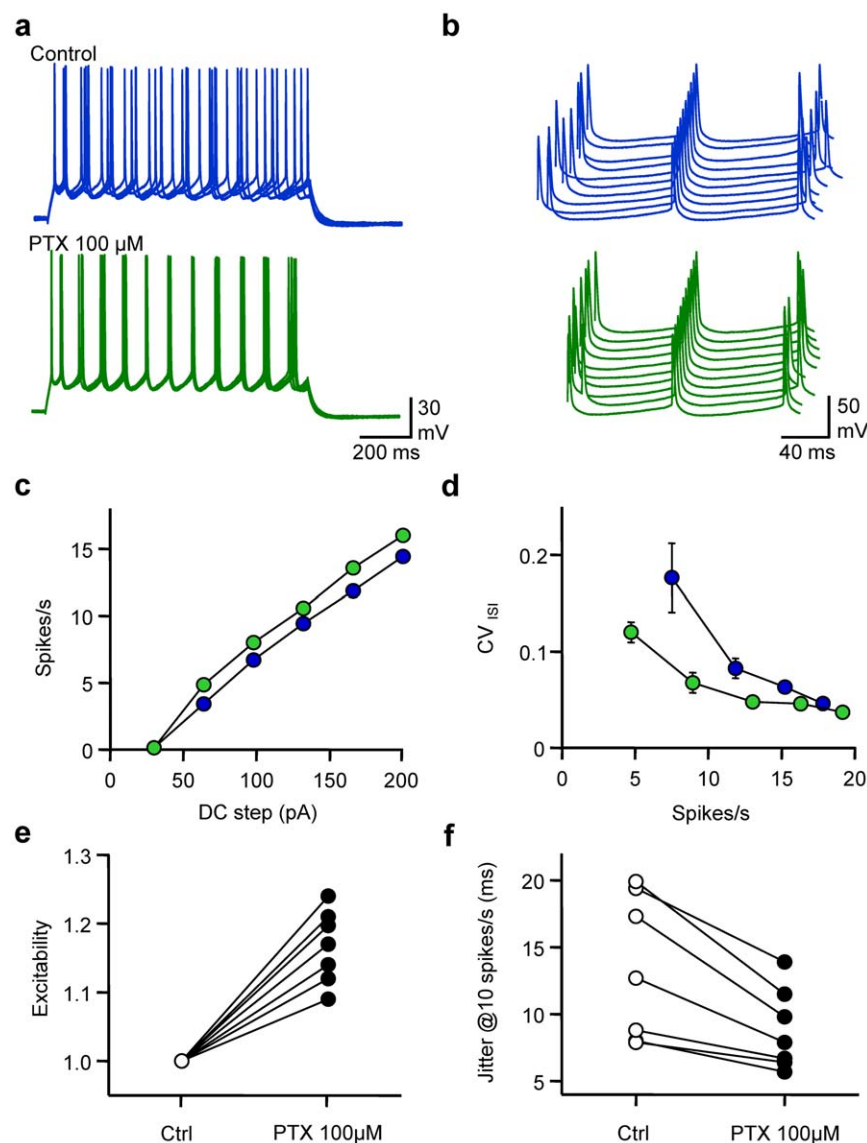 a
Control
PTX 100 µM
30
mV
200 ms
b
50
mV
40 ms
c
Spikes/s
15
10
5
0
0 50 100 150 200
DC step (pA)
d
CV ISI
0.2
0.1
0
0 5 10 15 20
Spikes/s
e
Excitability
1.3
1.2
1.1
1.0
Ctrl PTX 100µM
f
Jitter @10 spikes/s (ms)
20
15
10
5
Ctrl PTX 100µM